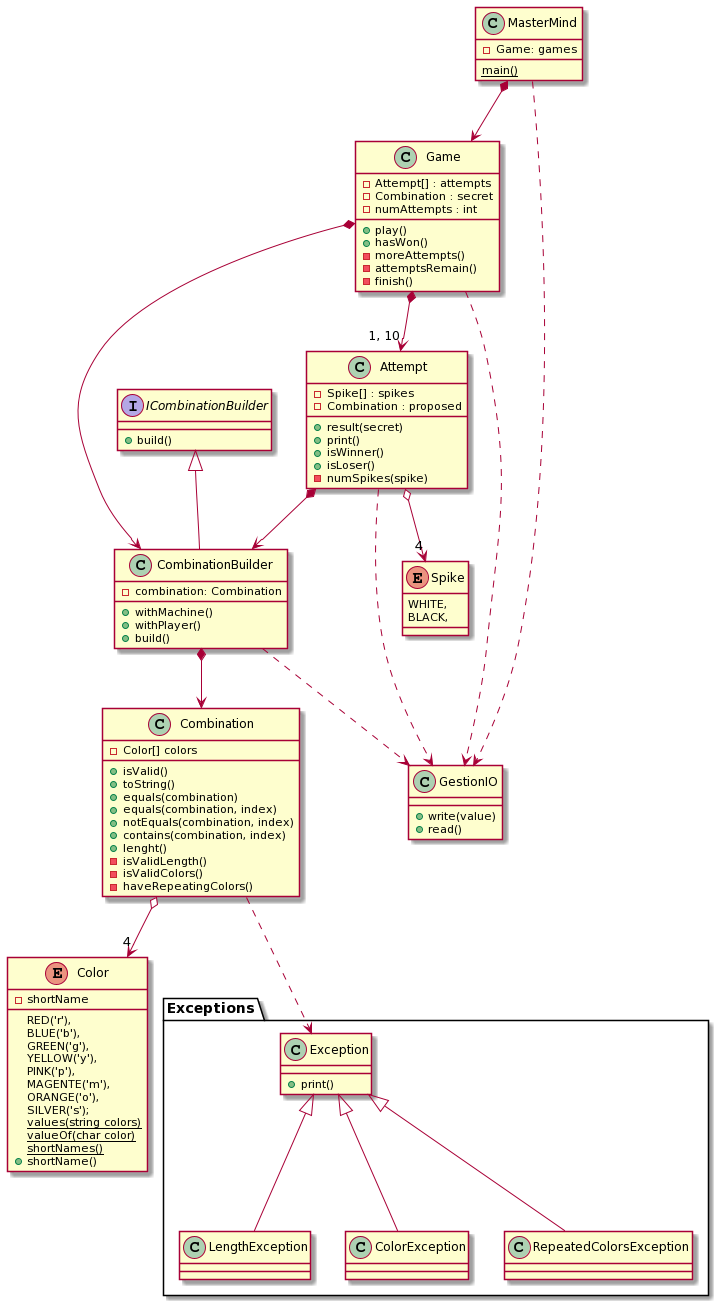 C MasterMind
Game: games
main()
C Game
Attempt[] : attempts
Combination : secret
numAttempts : int
play()
hasWon()
moreAttempts()
attemptsRemain()
finish()
1, 10
C Attempt
Spike[] : spikes
Combination : proposed
result(secret)
print()
isWinner()
isLoser()
numSpikes(spike)
I ICombinationBuilder
build()
4
C CombinationBuilder
combination: Combination
withMachine()
withPlayer()
build()
E Spike
WHITE,
BLACK,
C Combination
Color[] colors
isValid()
toString()
equals(combination)
equals(combination, index)
notEquals(combination, index)
contains(combination, index)
lenght()
isValidLength()
isValidColors()
haveRepeatingColors()
C GestionIO
write(value)
read()
4
E Color
shortName
RED('r'),
BLUE('b'),
GREEN('g'),
YELLOW('y'),
PINK('p'),
MAGENTE('m'),
ORANGE('o'),
SILVER('s');
values(string colors)
valueOf(char color)
shortNames()
shortName()
Exceptions
C Exception
print()
C LengthException
C ColorException
C RepeatedColorsException